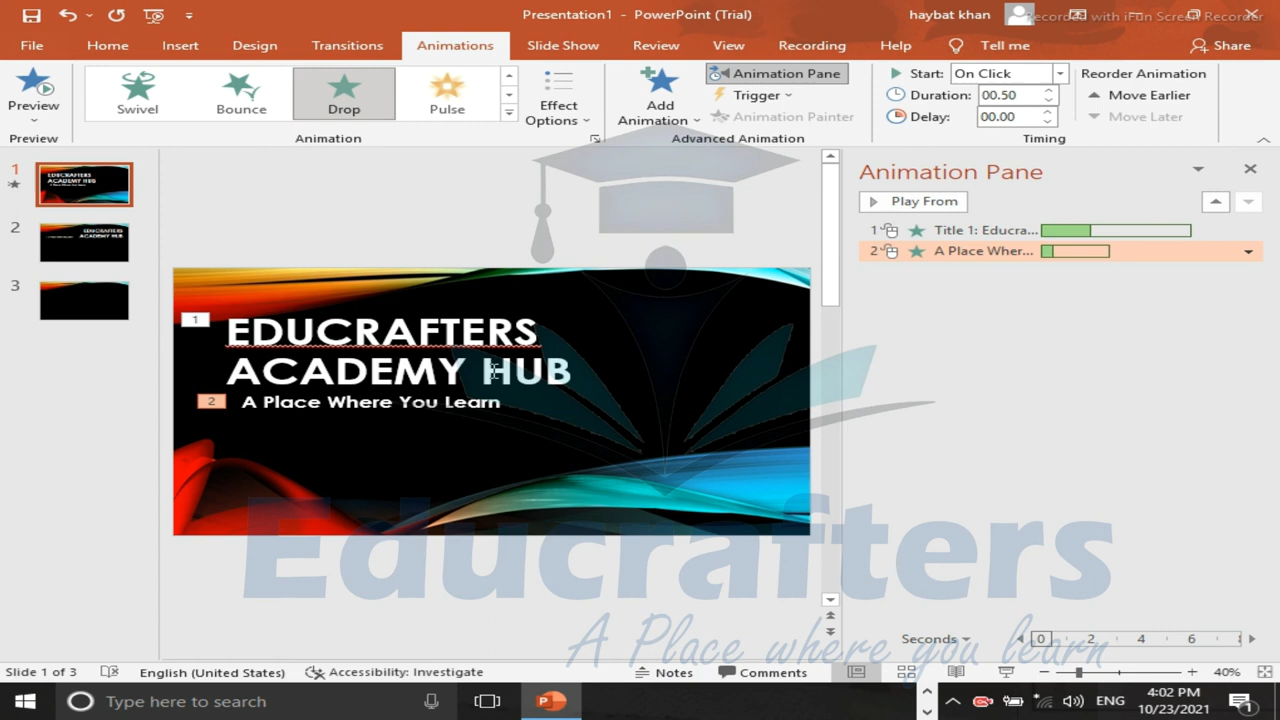 Presentation1 - PowerPoint (Trial)
haybat khan
Recorded with iFun Screen Recorder
File
Home
Insert
Design
Transitions
Animations
Slide Show
Review
View
Recording
Help
Tell me
Share
Preview
Swivel
Bounce
Drop
Pulse
Effect
Options
Add
Animation
Animation Pane
Trigger
Animation Painter
Start: On Click
Duration: 00.50
Delay: 00.00
Reorder Animation
Move Earlier
Move Later
Preview
Animation
Advanced Animation
Timing
1
2
3
EDUCRAFTERS
ACADEMY HUB
EDUCRAFTERS
ACADEMY HUB
1
EDUCRAFTERS
ACADEMY HUB
2
A Place Where You Learn
Animation Pane
Play From
1 Title 1: Educra...
2 A Place Wher...
Educrafters
A Place where you learn
Seconds
0 2 4 6
Slide 1 of 3
English (United States)
Accessibility: Investigate
Notes
Comments
40%
Type here to search
ENG
4:02 PM
10/23/2021
1